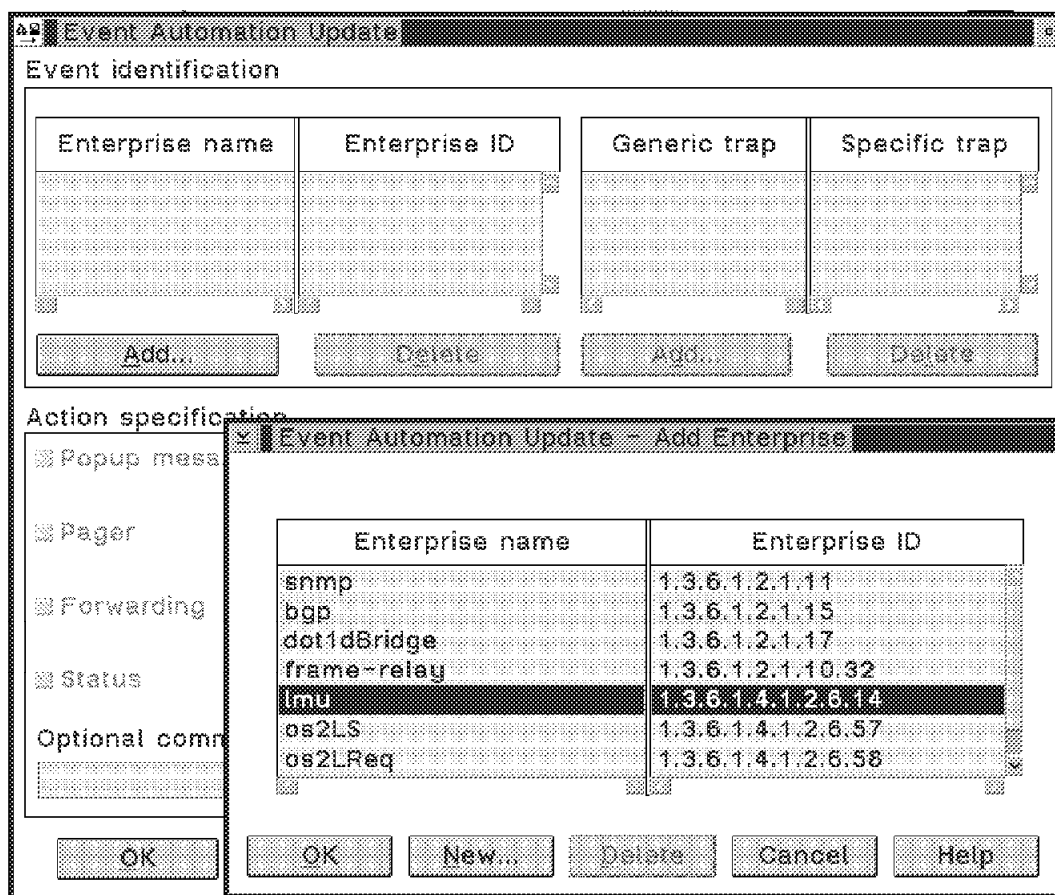 Event Automation Update
Event identification
Enterprise name Enterprise ID Generic trap Specific trap
Add... Delete Add... Delete
Action specification
Popup messa
Pager
Forwarding
Status
Optional comm
OK
Event Automation Update - Add Enterprise
Enterprise name Enterprise ID
snmp 1.3.6.1.2.1.11
bgp 1.3.6.1.2.1.15
dot1dBridge 1.3.6.1.2.1.17
frame-relay 1.3.6.1.2.1.10.32
lmu 1.3.6.1.4.1.2.6.14
os2LS 1.3.6.1.4.1.2.6.57
os2LReq 1.3.6.1.4.1.2.6.58
OK New... Delete Cancel Help